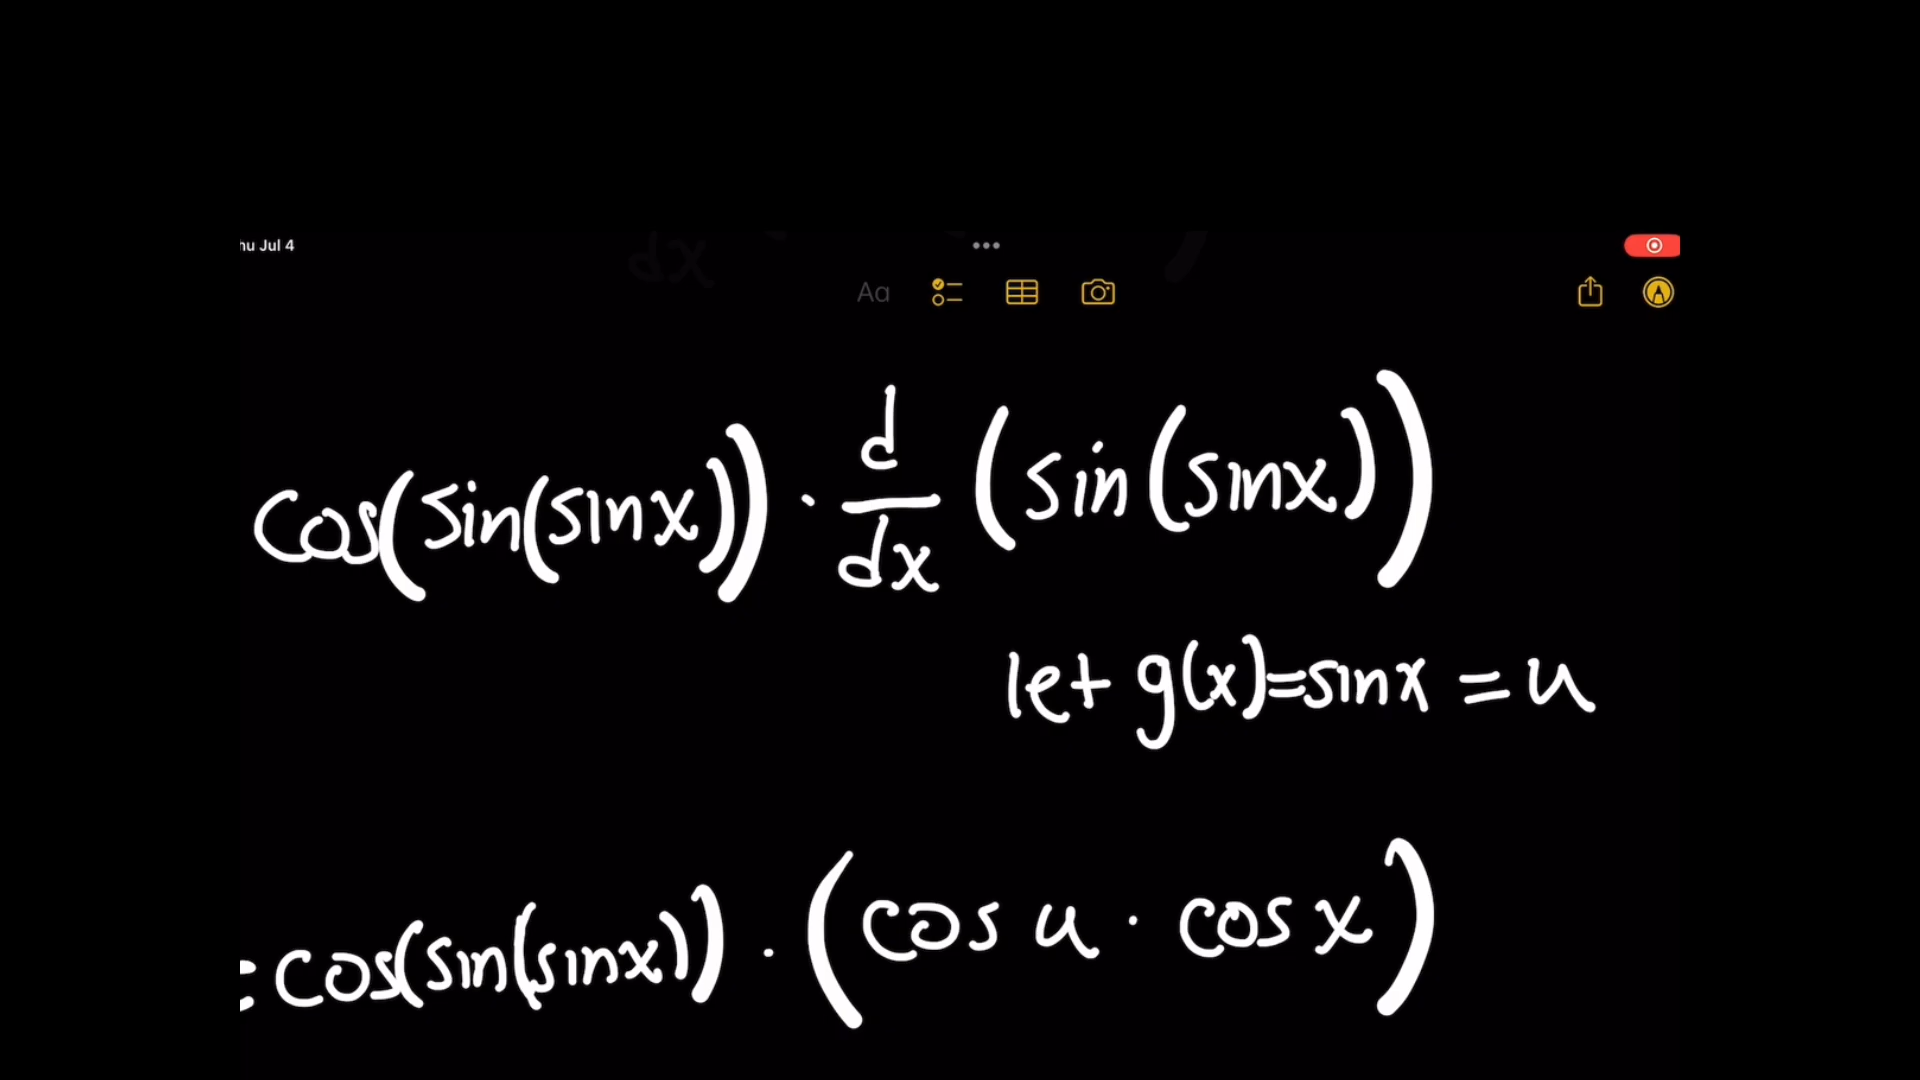 hu Jul 4
Aa
cos(sin(sinx)) · d/dx (sin(sinx))
let g(x)=sinx = u
= cos(sin(sinx)) · (cos u · cos x)